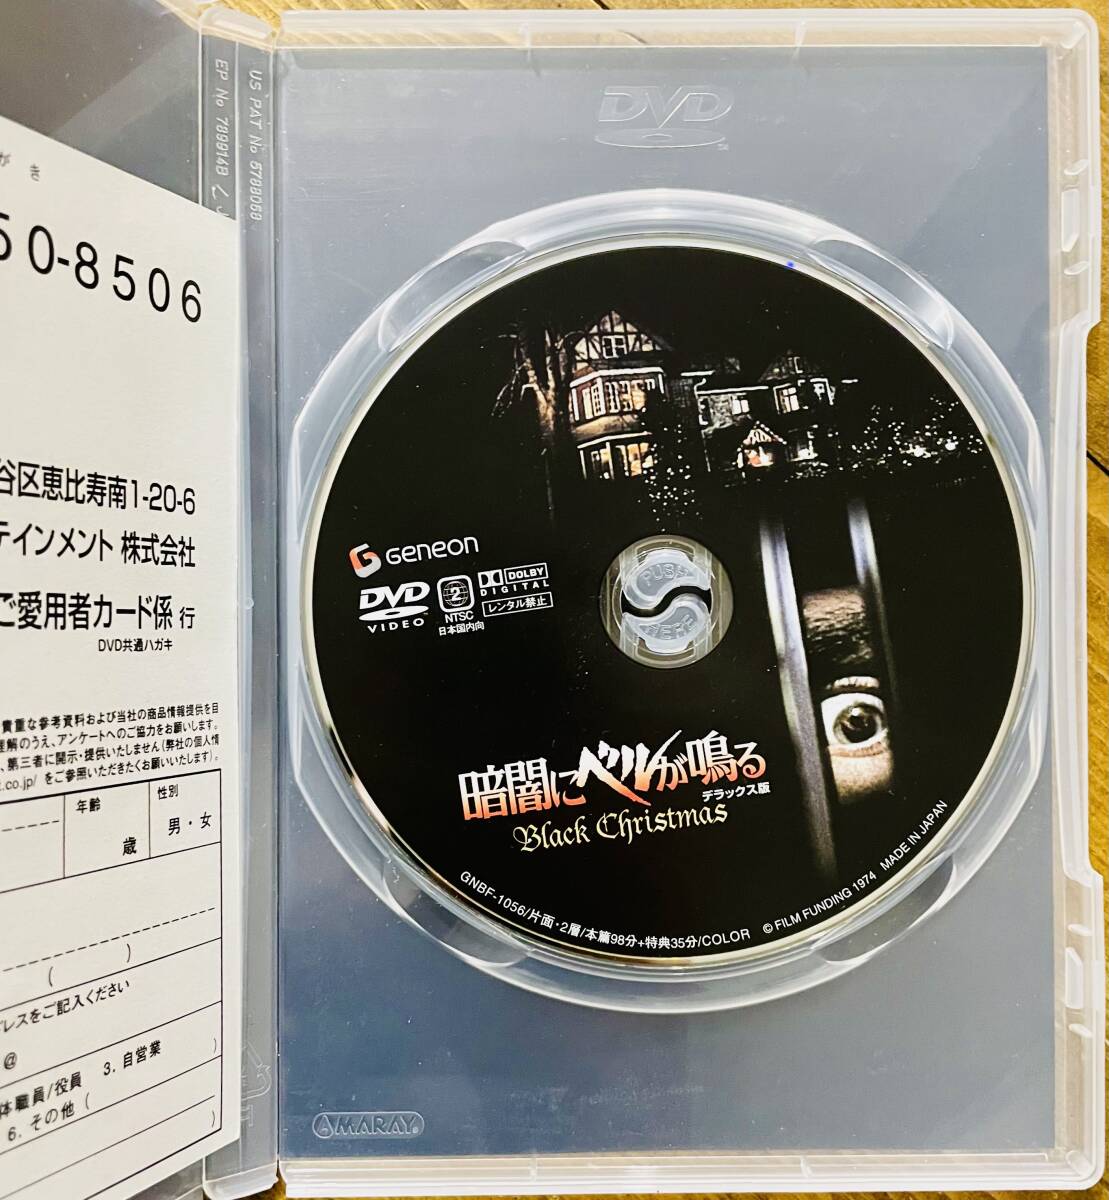 がき
50-8506
谷区恵比寿南1-20-6
テインメント 株式会社
ご愛用者カード係 行
DVD共通ハガキ
貴重な参考資料および当社の商品情報提供を目
理解のうえ、アンケートへのご協力をお願いします。
、第三者に開示・提供いたしません(弊社の個人情
t.co.jp/ をご参照いただきたくお願いいたします)。
年齢
歳
性別
男・女
( )
ドレスをご記入ください
@
体職員/役員 3. 自営業
6. その他 ( )
)
EP No 789914B
US PAT No 5788068
DVD
Geneon
DVD
VIDEO
2
NTSC
日本国内向
DOLBY
DIGITAL
レンタル禁止
PUSH
HERE
暗闇にベルが鳴る
デラックス版
Black Christmas
GNBF-1056/片面・2層/本篇98分+特典35分/COLOR © FILM FUNDING 1974 MADE IN JAPAN
AMARAY